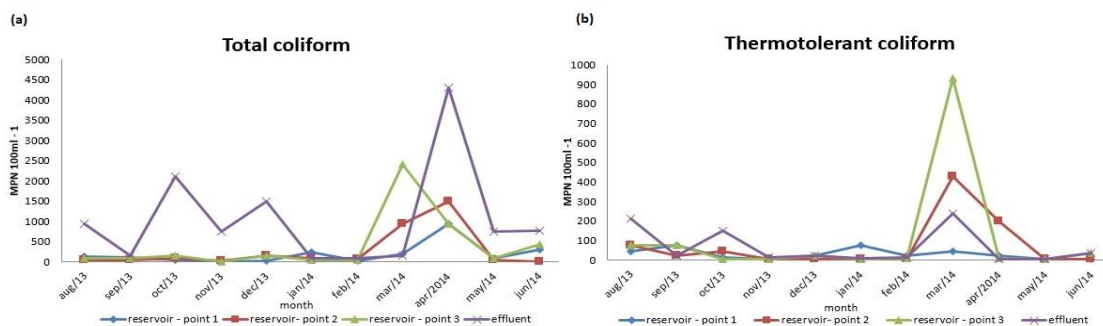 (a)
Total coliform
MPN 100ml -1
5000
4500
4000
3500
3000
2500
2000
1500
1000
500
0
aug/13
sep/13
oct/13
nov/13
dec/13
jan/14
feb/14
mar/14
apr/2014
may/14
jun/14
month
reservoir - point 1
reservoir- point 2
reservoir - point 3
effluent
(b)
Thermotolerant coliform
MPN 100ml -1
1000
900
800
700
600
500
400
300
200
100
0
aug/13
sep/13
oct/13
nov/13
dec/13
jan/14
feb/14
mar/14
apr/2014
may/14
jun/14
month
reservoir - point 1
reservoir - point 2
reservoir - point 3
effluent